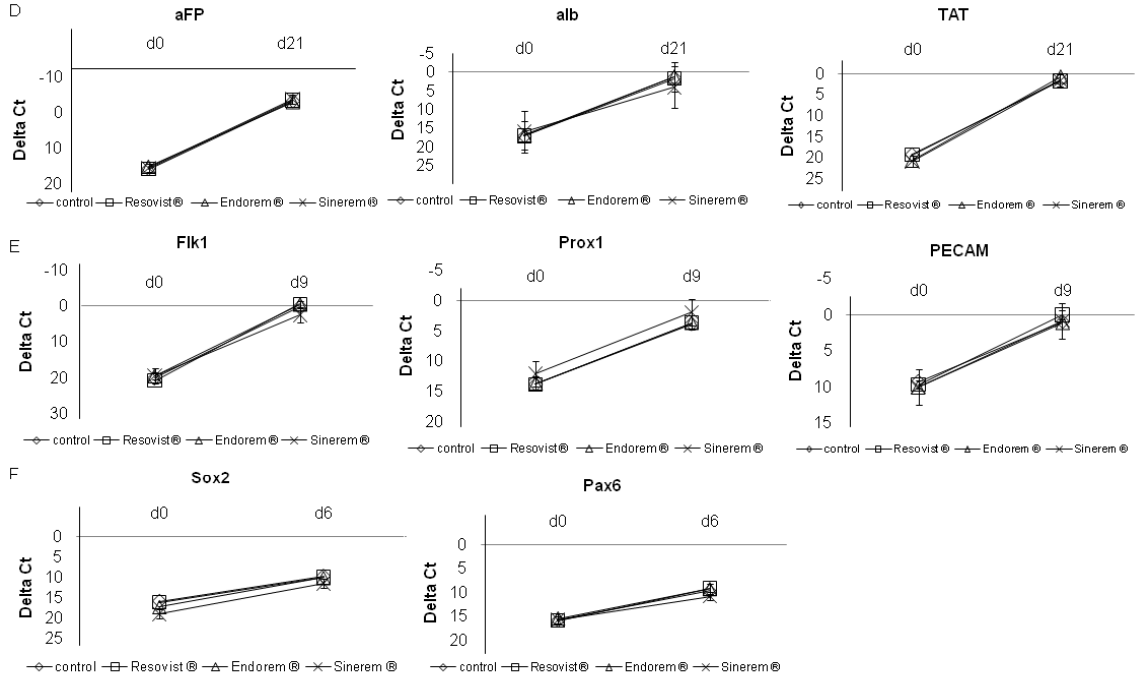 D
aFP
d0 d21
-10
0
10
20
Delta Ct
control Resovist® Endorem® Sinerem®
alb
d0 d21
-5
0
5
10
15
20
25
Delta Ct
control Resovist® Endorem® Sinerem®
TAT
d0 d21
0
5
10
15
20
25
Delta Ct
control Resovist® Endorem® Sinerem®
E
Flk1
d0 d9
-10
0
10
20
30
Delta Ct
control Resovist® Endorem® Sinerem®
Prox1
d0 d9
-5
0
5
10
15
20
Delta Ct
control Resovist® Endorem® Sinerem®
PECAM
d0 d9
-5
0
5
10
15
Delta Ct
control Resovist® Endorem® Sinerem®
F
Sox2
d0 d6
0
5
10
15
20
25
Delta Ct
control Resovist® Endorem® Sinerem®
Pax6
d0 d6
0
5
10
15
20
Delta Ct
control Resovist® Endorem® Sinerem®